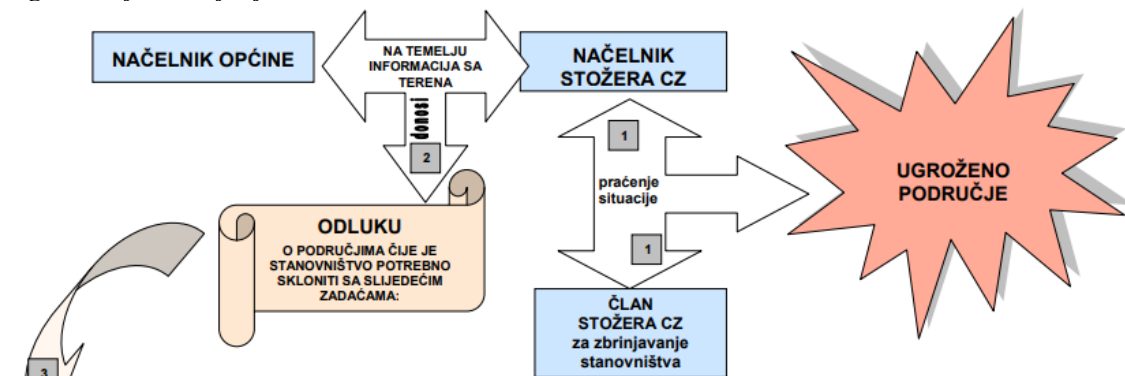 NAČELNIK OPĆINE
NA TEMELJU
INFORMACIJA SA
TERENA
NAČELNIK
STOŽERA CZ
donosi
2
1
praćenje
situacije
1
UGROŽENO
PODRUČJE
ODLUKU
O PODRUČJIMA ČIJE JE
STANOVNIŠTVO POTREBNO
SKLONITI SA SLIJEDEĆIM
ZADAĆAMA:
ČLAN
STOŽERA CZ
za zbrinjavanje
stanovništva
3